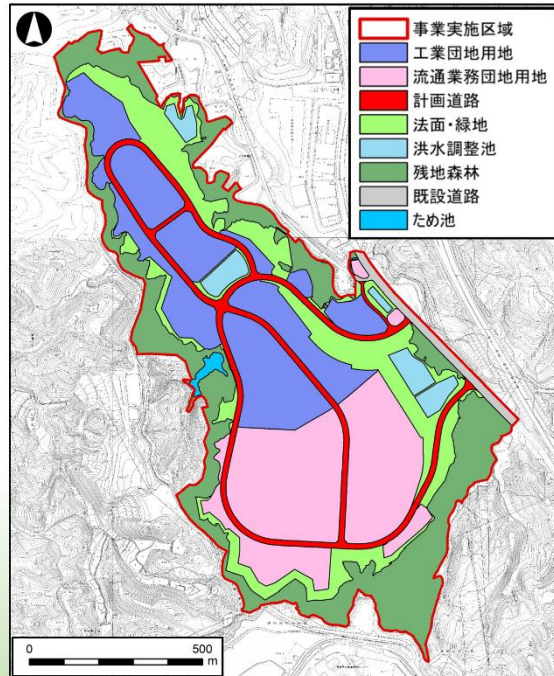 事業実施区域
工業団地用地
流通業務団地用地
計画道路
法面・緑地
洪水調整池
残地森林
既設道路
ため池
0 500
m